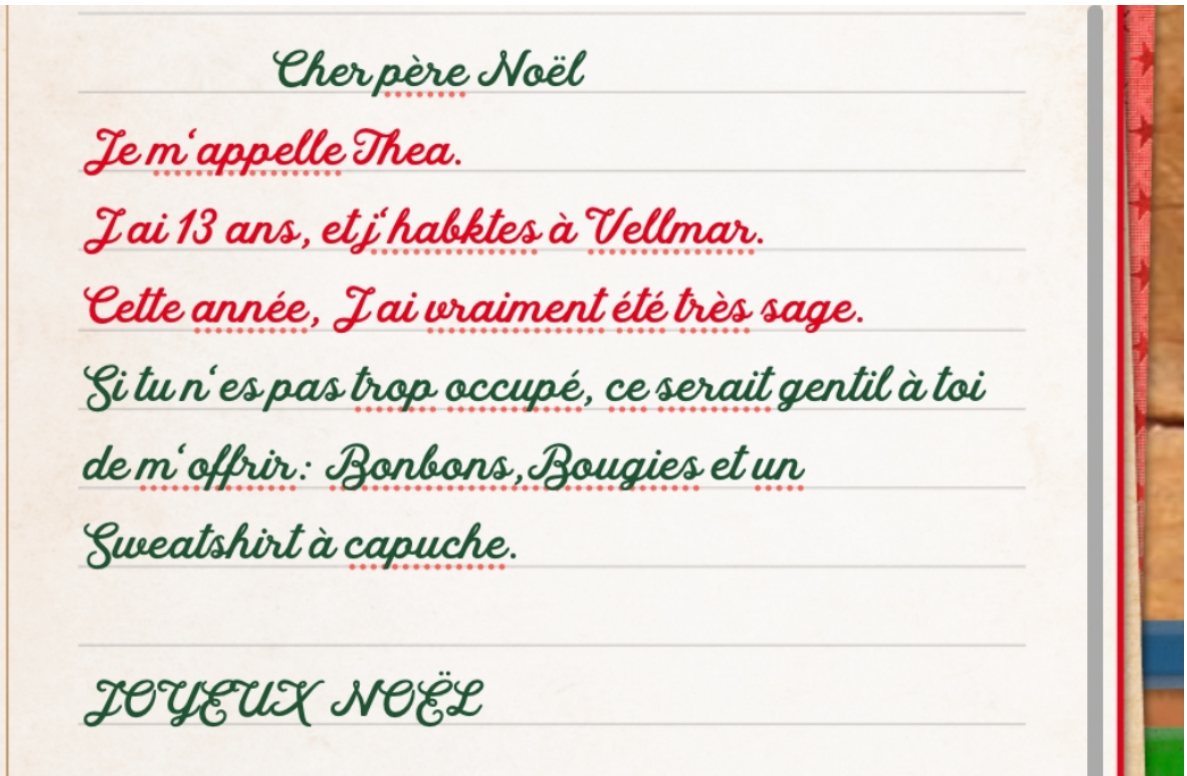 Cher père Noël
Je m‘appelle Thea.
J ai 13 ans, et j‘habktes à Vellmar.
Cette année, J ai vraiment été très sage.
Si tu n‘es pas trop occupé, ce serait gentil à toi
de m‘offrir: Bonbons,Bougies et un
Sweatshirt à capuche.
JOYEUX NOËL